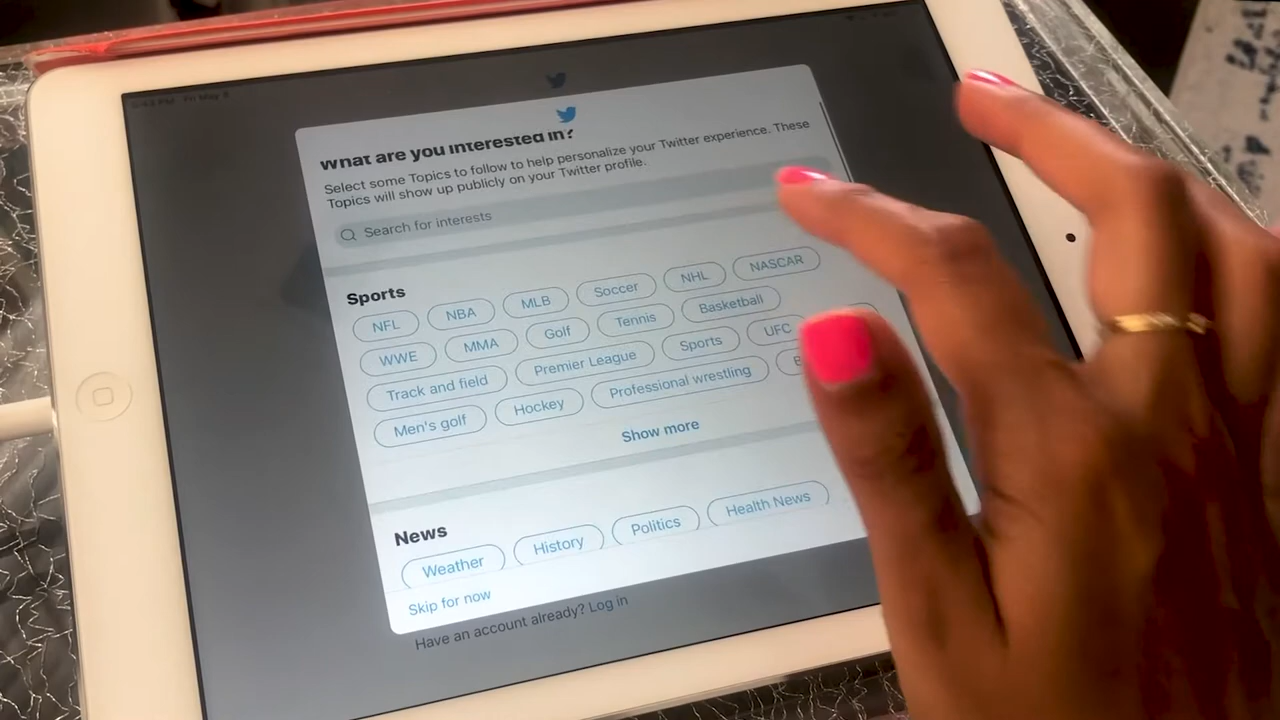 What are you interested in?
Select some Topics to follow to help personalize your Twitter experience. These
Topics will show up publicly on your Twitter profile.
Search for interests
Sports
NFL NBA MLB Soccer NHL NASCAR
WWE MMA Golf Tennis Basketball
Track and field Premier League Sports UFC
Men's golf Hockey Professional wrestling B
Show more
News
Weather History Politics Health News
Skip for now
Have an account already? Log in